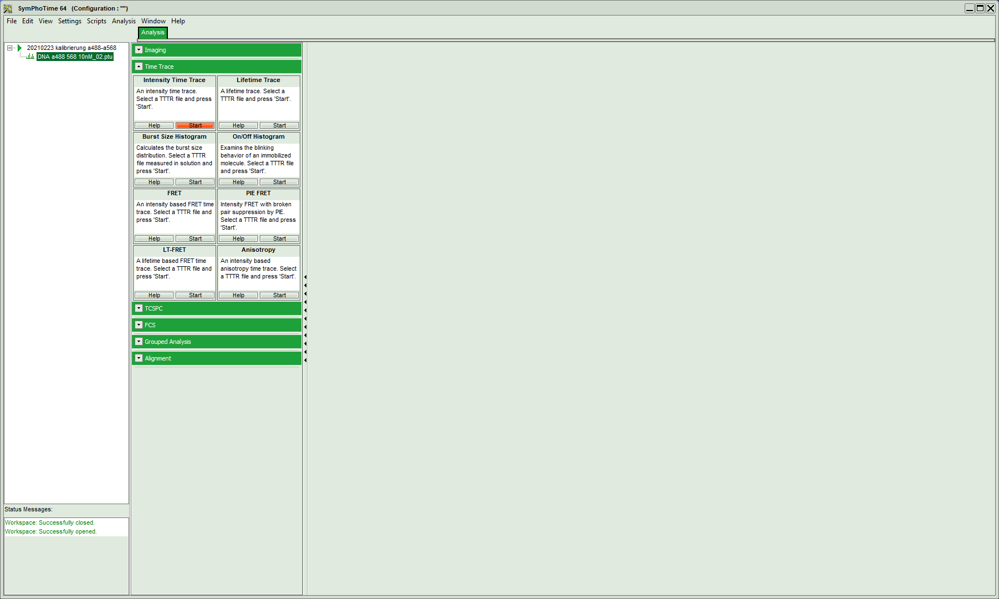 SymPhoTime 64   (Configuration : "")
File Edit View Settings Scripts Analysis Window Help
Analysis
20210223 kalibrierung a488-a568
DNA a488 568 10nM_02.ptu
Status Messages:
Workspace: Successfully closed.
Workspace: Successfully opened.
Imaging
Time Trace
Intensity Time Trace
An intensity time trace.
Select a TTTR file and press
'Start'.
Help Start
Lifetime Trace
A lifetime trace. Select a
TTTR file and press 'Start'.
Help Start
Burst Size Histogram
Calculates the burst size
distribution. Select a TTTR
file measured in solution and
press 'Start'.
Help Start
On/Off Histogram
Examins the blinking
behavior of an immobilized
molecule. Select a TTTR file
and press 'Start'.
Help Start
FRET
An intensity based FRET time
trace. Select a TTTR file and
press 'Start'.
Help Start
PIE FRET
Intensity FRET with broken
pair suppression by PIE.
Select a TTTR file and press
'Start'.
Help Start
LT-FRET
A lifetime based FRET time
trace. Select a TTTR file and
press 'Start'.
Help Start
Anisotropy
An intensity based
anisotropy time trace. Select
a TTTR file and press 'Start'.
Help Start
TCSPC
FCS
Grouped Analysis
Alignment